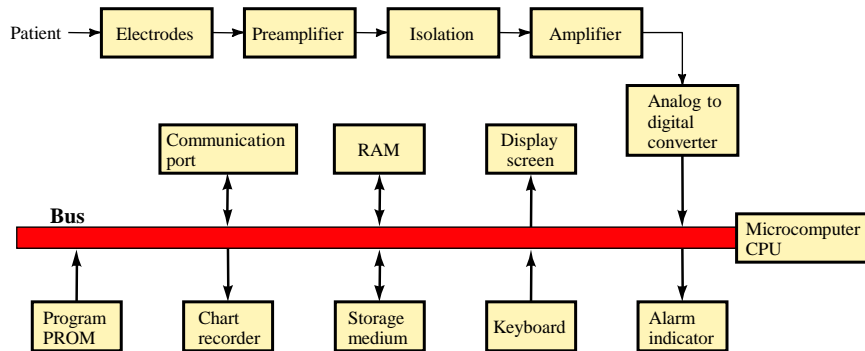 Patient
Electrodes
Preamplifier
Isolation
Amplifier
Analog to
digital
converter
Communication
port
RAM
Display
screen
Bus
Microcomputer
CPU
Program
PROM
Chart
recorder
Storage
medium
Keyboard
Alarm
indicator